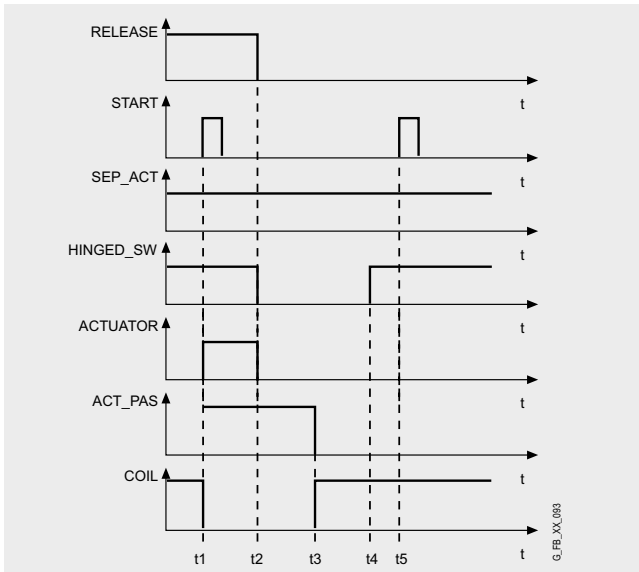 RELEASE
t
START
t
SEP_ACT
t
HINGED_SW
t
ACTUATOR
t
ACT_PAS
t
COIL
t
t1 t2 t3 t4 t5 t
G_FB_XX_093